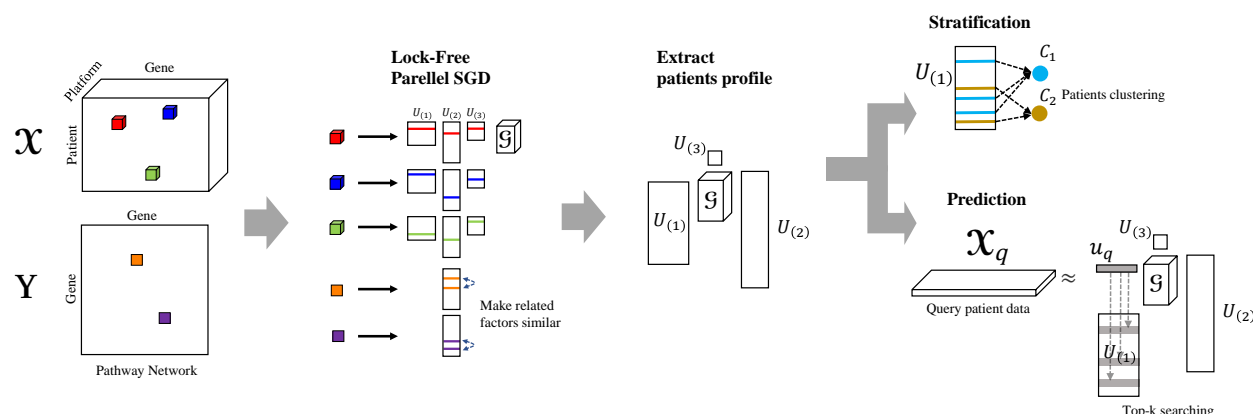 Gene
Platform
Patient
𝒳
Gene
Gene
Y
Pathway Network
Lock-Free
Parellel SGD
U(1) U(2) U(3)
𝒢
Make related
factors similar
Extract
patients profile
U(3)
𝒢
U(1)
U(2)
Stratification
U(1)
C1
C2
Patients clustering
Prediction
𝒳q
Query patient data
≈
uq
U(3)
𝒢
U(1)
U(2)
Top-k searching